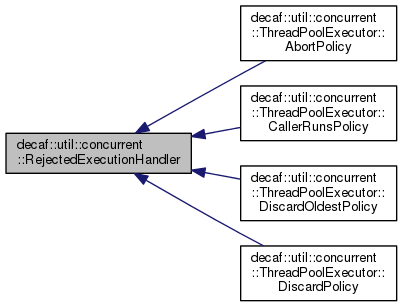 decaf::util::concurrent
::ThreadPoolExecutor::
AbortPolicy
decaf::util::concurrent
::ThreadPoolExecutor::
CallerRunsPolicy
decaf::util::concurrent
::RejectedExecutionHandler
decaf::util::concurrent
::ThreadPoolExecutor::
DiscardOldestPolicy
decaf::util::concurrent
::ThreadPoolExecutor::
DiscardPolicy